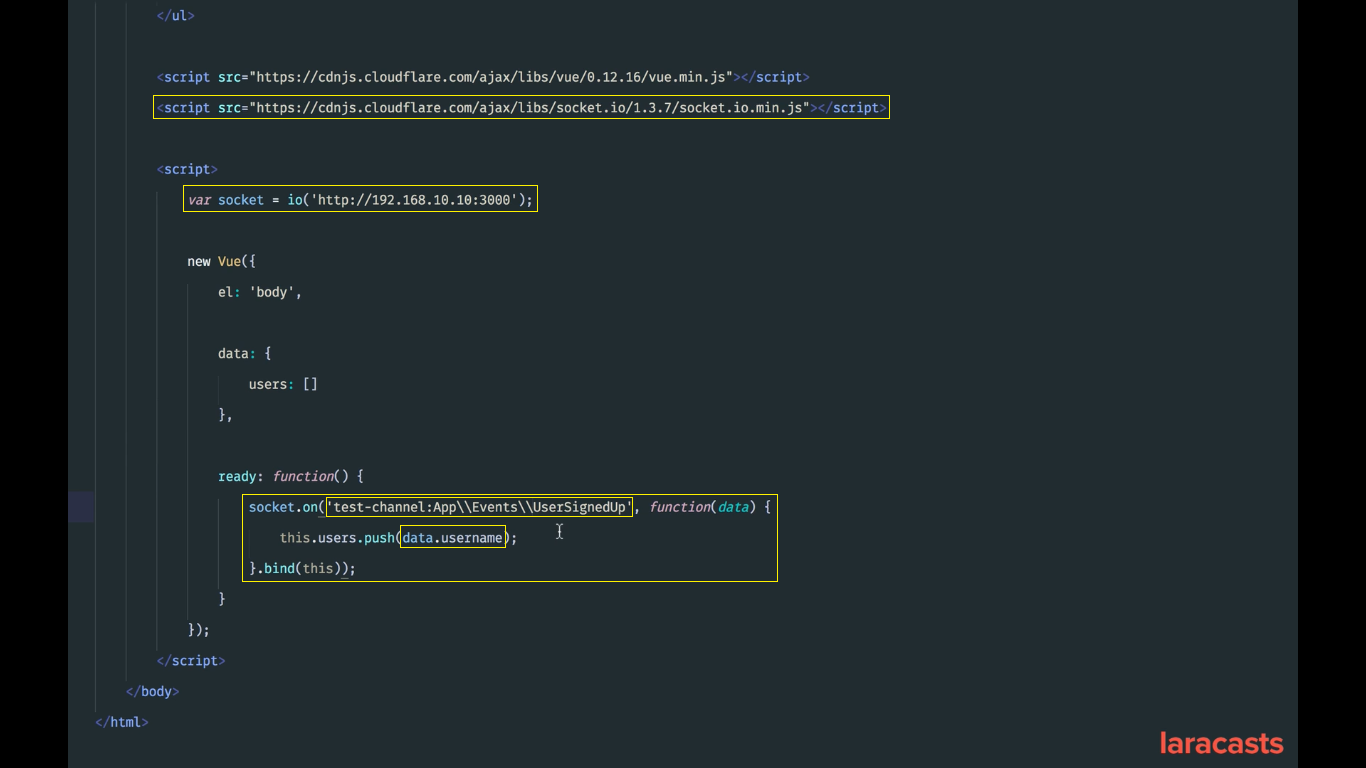 </ul>
<script src="https://cdnjs.cloudflare.com/ajax/libs/vue/0.12.16/vue.min.js"></script>
<script src="https://cdnjs.cloudflare.com/ajax/libs/socket.io/1.3.7/socket.io.min.js"></script>
<script>
var socket = io('http://192.168.10.10:3000');
new Vue({
el: 'body',
data: {
users: []
},
ready: function() {
socket.on('test-channel:App\\Events\\UserSignedUp', function(data) {
this.users.push(data.username);
}.bind(this));
}
});
</script>
</body>
</html>
laracasts